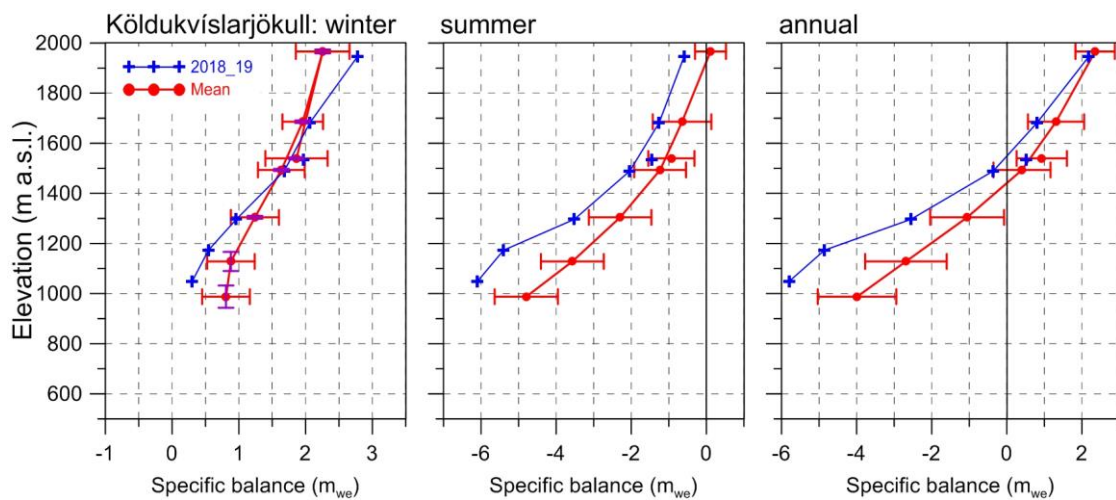 Köldukvíslarjökull: winter
summer
annual
2000
1800
1600
1400
1200
1000
800
600
Elevation (m a.s.l.)
2018_19
Mean
-1
0
1
2
3
-6
-4
-2
0
-6
-4
-2
0
2
Specific balance (mwe)
Specific balance (mwe)
Specific balance (mwe)